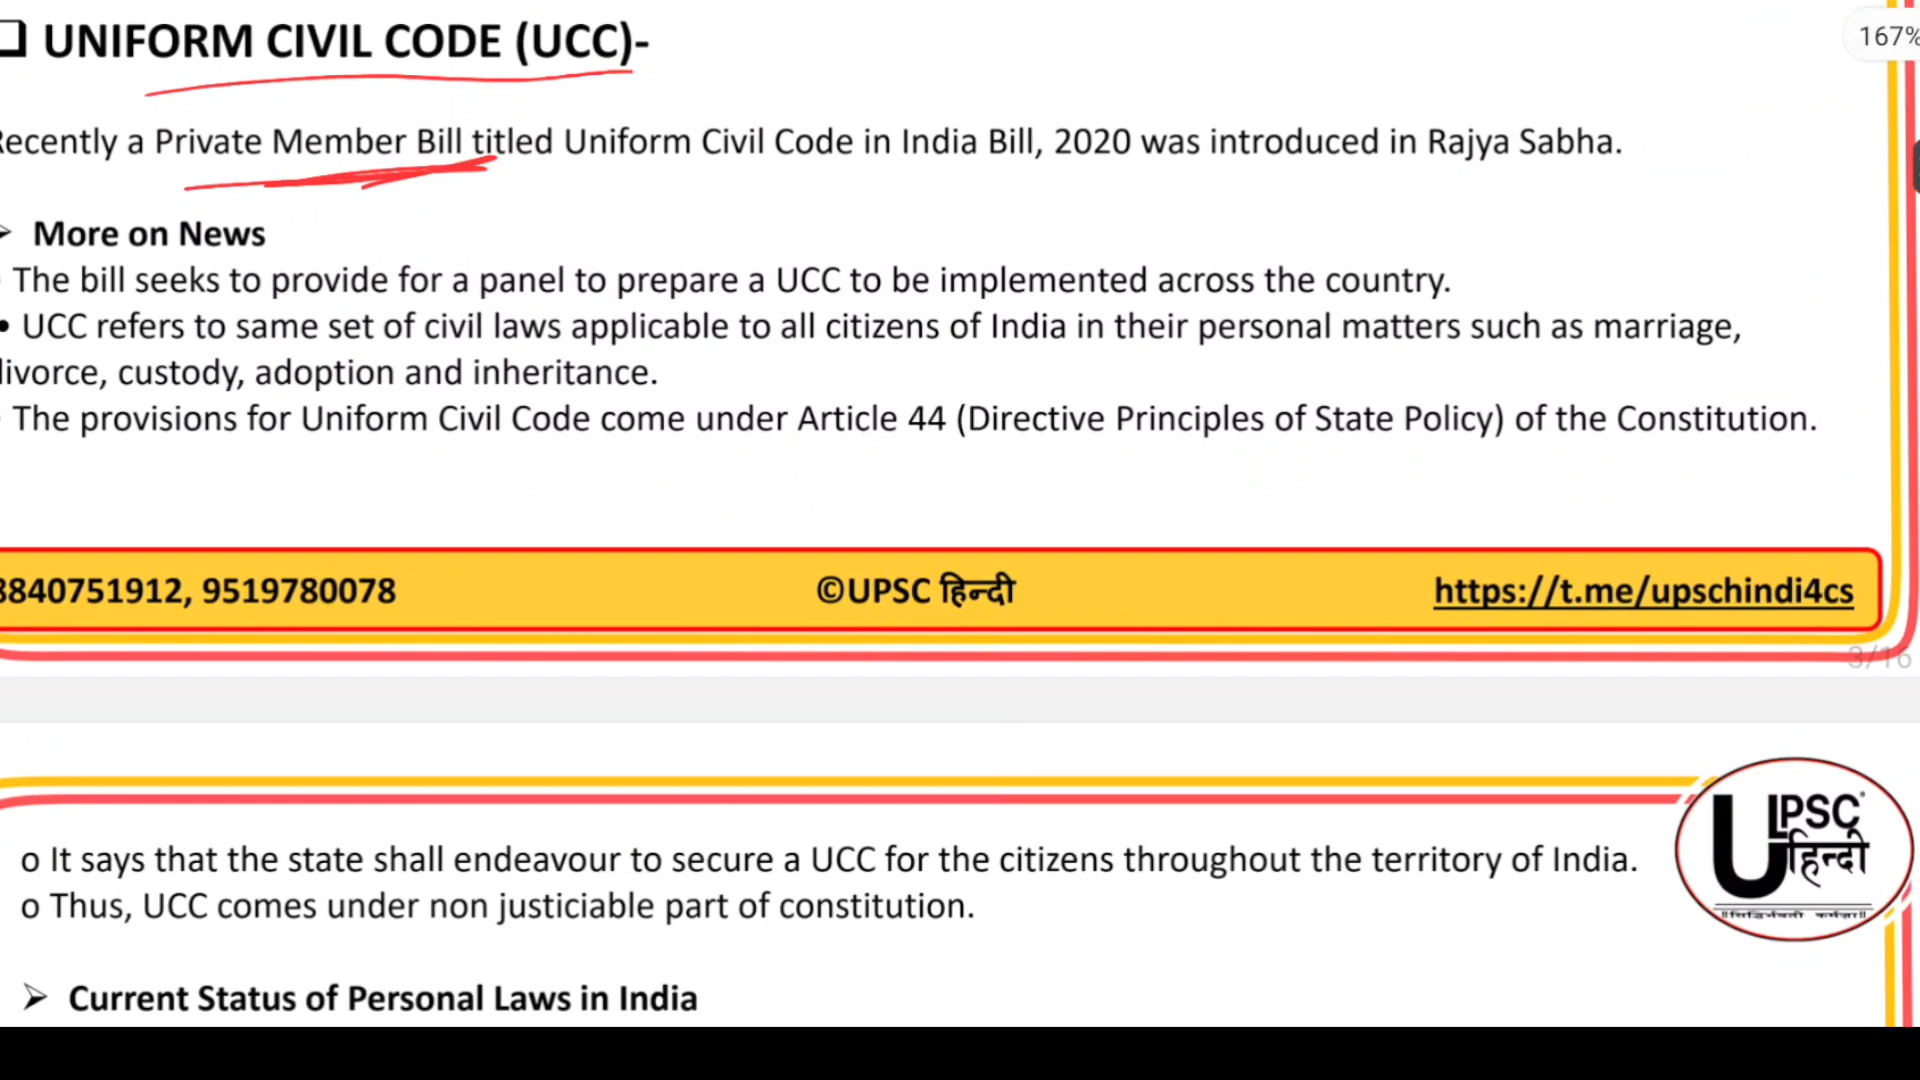 UNIFORM CIVIL CODE (UCC)-
167%
Recently a Private Member Bill titled Uniform Civil Code in India Bill, 2020 was introduced in Rajya Sabha.
More on News
The bill seeks to provide for a panel to prepare a UCC to be implemented across the country.
• UCC refers to same set of civil laws applicable to all citizens of India in their personal matters such as marriage,
divorce, custody, adoption and inheritance.
The provisions for Uniform Civil Code come under Article 44 (Directive Principles of State Policy) of the Constitution.
8840751912, 9519780078
©UPSC हिन्दी
https://t.me/upschindi4cs
3/16
UPSC
हिन्दी
o It says that the state shall endeavour to secure a UCC for the citizens throughout the territory of India.
o Thus, UCC comes under non justiciable part of constitution.
Current Status of Personal Laws in India